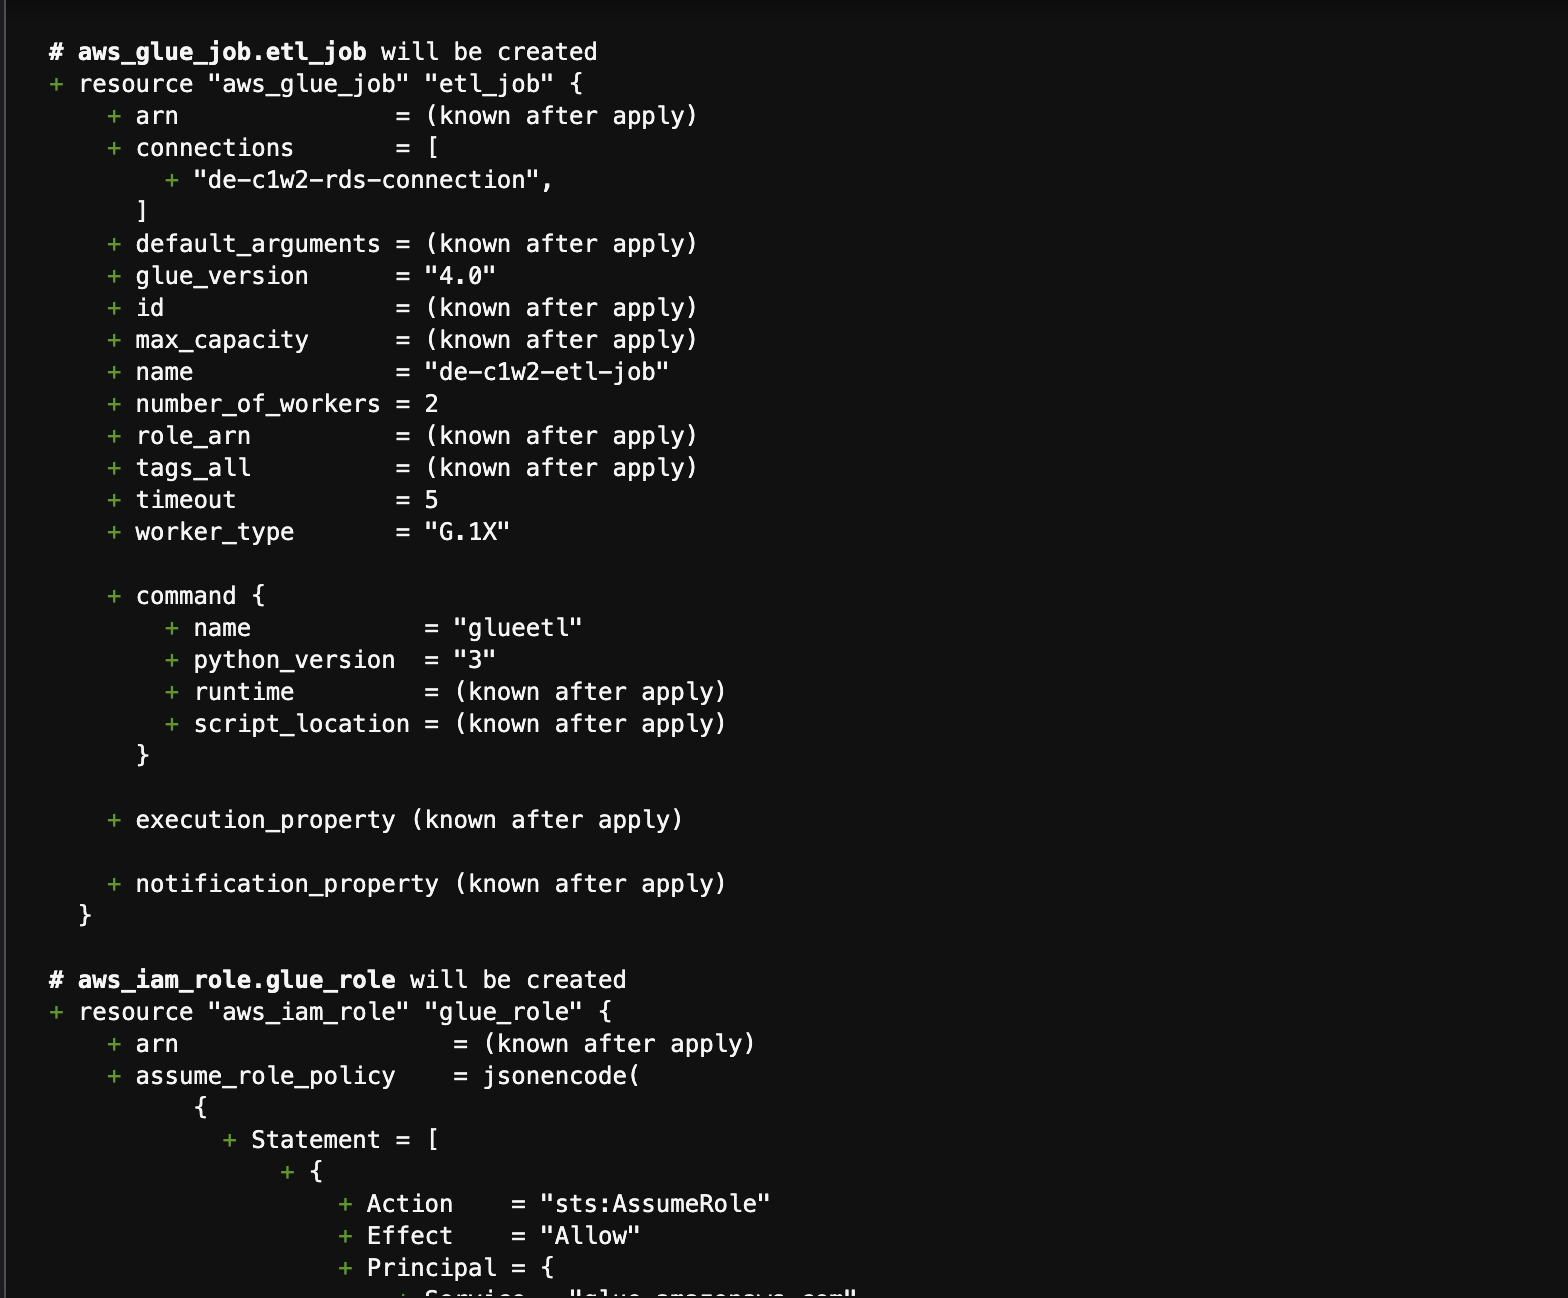 # aws_glue_job.etl_job will be created
+ resource "aws_glue_job" "etl_job" {
    + arn               = (known after apply)
    + connections       = [
        + "de-c1w2-rds-connection",
      ]
    + default_arguments = (known after apply)
    + glue_version      = "4.0"
    + id                = (known after apply)
    + max_capacity      = (known after apply)
    + name              = "de-c1w2-etl-job"
    + number_of_workers = 2
    + role_arn          = (known after apply)
    + tags_all          = (known after apply)
    + timeout           = 5
    + worker_type       = "G.1X"

    + command {
        + name            = "glueetl"
        + python_version  = "3"
        + runtime         = (known after apply)
        + script_location = (known after apply)
      }

    + execution_property (known after apply)

    + notification_property (known after apply)
  }

# aws_iam_role.glue_role will be created
+ resource "aws_iam_role" "glue_role" {
    + arn                   = (known after apply)
    + assume_role_policy    = jsonencode(
          {
            + Statement = [
                + {
                    + Action    = "sts:AssumeRole"
                    + Effect    = "Allow"
                    + Principal = {
                        + Service = "glue.amazonaws.com"